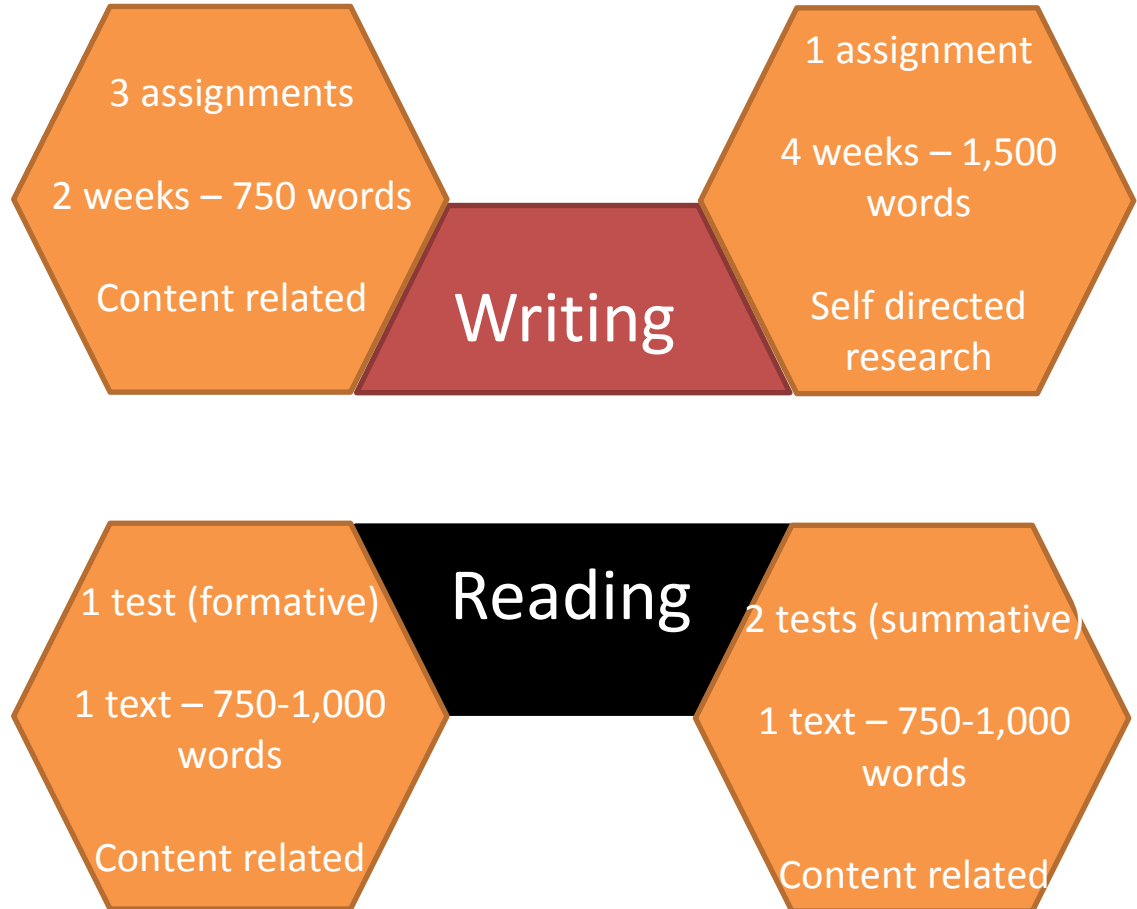 3 assignments
2 weeks – 750 words
Content related
Writing
1 assignment
4 weeks – 1,500
words
Self directed
research
1 test (formative)
1 text – 750-1,000
words
Content related
Reading
2 tests (summative)
1 text – 750-1,000
words
Content related